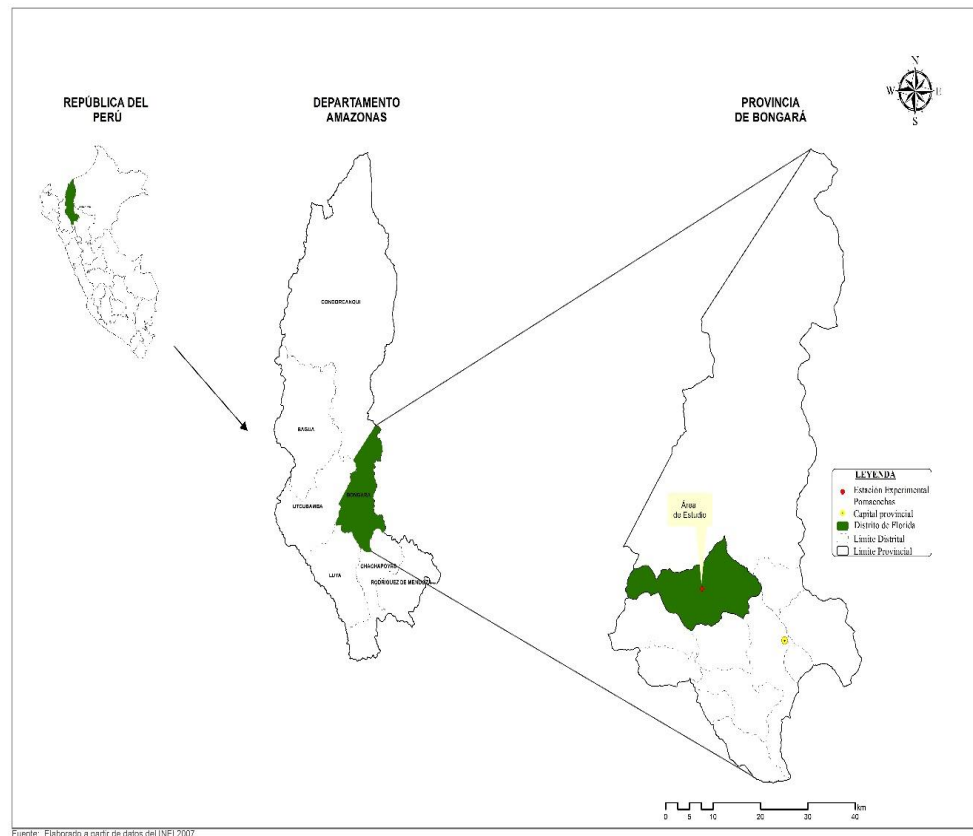 REPÚBLICA DEL
PERÚ
DEPARTAMENTO
AMAZONAS
PROVINCIA
DE BONGARÁ
N
W
E
S
CONDORCANQUI
BAGUA
BONGARÁ
UTCUBAMBA
LUYA
CHACHAPOYAS
RODRIGUEZ DE MENDOZA
Área
de Estudio
LEYENDA
Estación Experimental
Pomacochas
Capital provincial
Distrito de Florida
Límite Distrital
Límite Provincial
0 5 10 20 30 40
km
Fuente: Elaborado a partir de datos del INEI 2007